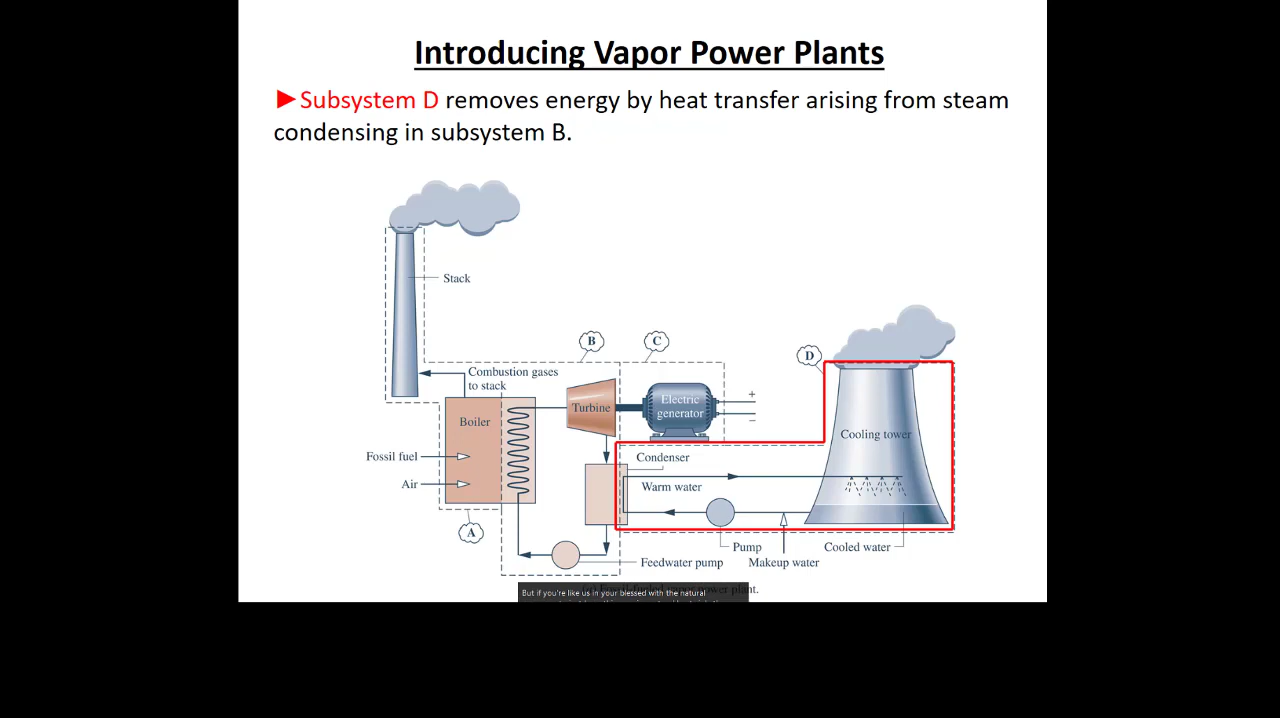 Introducing Vapor Power Plants
►Subsystem D removes energy by heat transfer arising from steam
condensing in subsystem B.
Stack
B
C
D
Combustion gases
to stack
Turbine
Electric
generator
+
−
Boiler
Cooling tower
Fossil fuel
Condenser
Air
Warm water
A
Pump
Cooled water
Feedwater pump
Makeup water
plant.
But if you're like us in your blessed with the natural